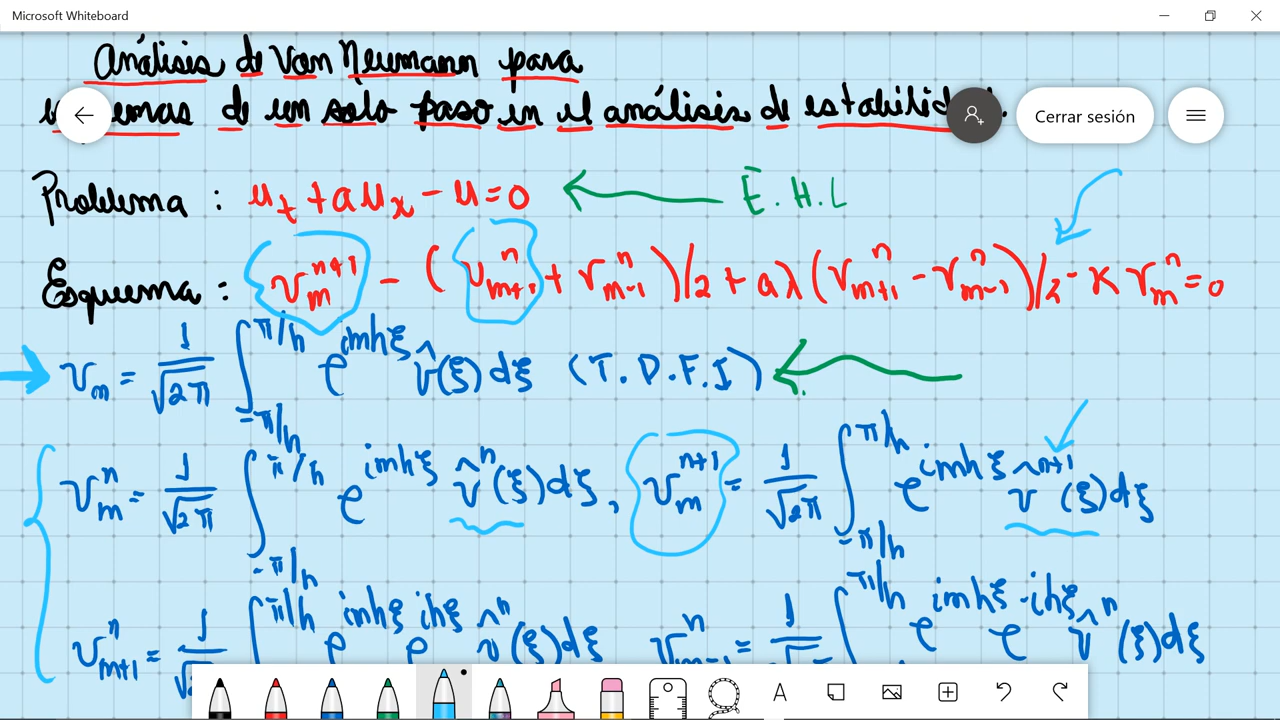 Microsoft Whiteboard
Análisis de Von Neumann para
de un solo paso en el análisis de estabilidad
Cerrar sesión
Problema : u_t + a u_x - u = 0 ← E.H.L
Esquema : v_m^{n+1} - (v_{m+1}^n + v_{m-1}^n)/2 + aλ(v_{m+1}^n - v_{m-1}^n)/2 - κ v_m^n = 0
v_m = 1/√2π ∫_{-π/h}^{π/h} e^{imhξ} v̂(ξ)dξ (T.D.F.I)
v_m^n = 1/√2π ∫_{-π/h}^{π/h} e^{imhξ} v̂^n(ξ)dξ, v_m^{n+1} = 1/√2π ∫_{-π/h}^{π/h} e^{imhξ} v̂^{n+1}(ξ)dξ
v_{m+1}^n = 1/√2 ∫^{π/h} e^{imhξ} e^{ihξ} v̂^n(ξ)dξ v_{m-1}^n = 1/√ ∫^{π/h} e^{imhξ} e^{-ihξ} v̂^n(ξ)dξ
A